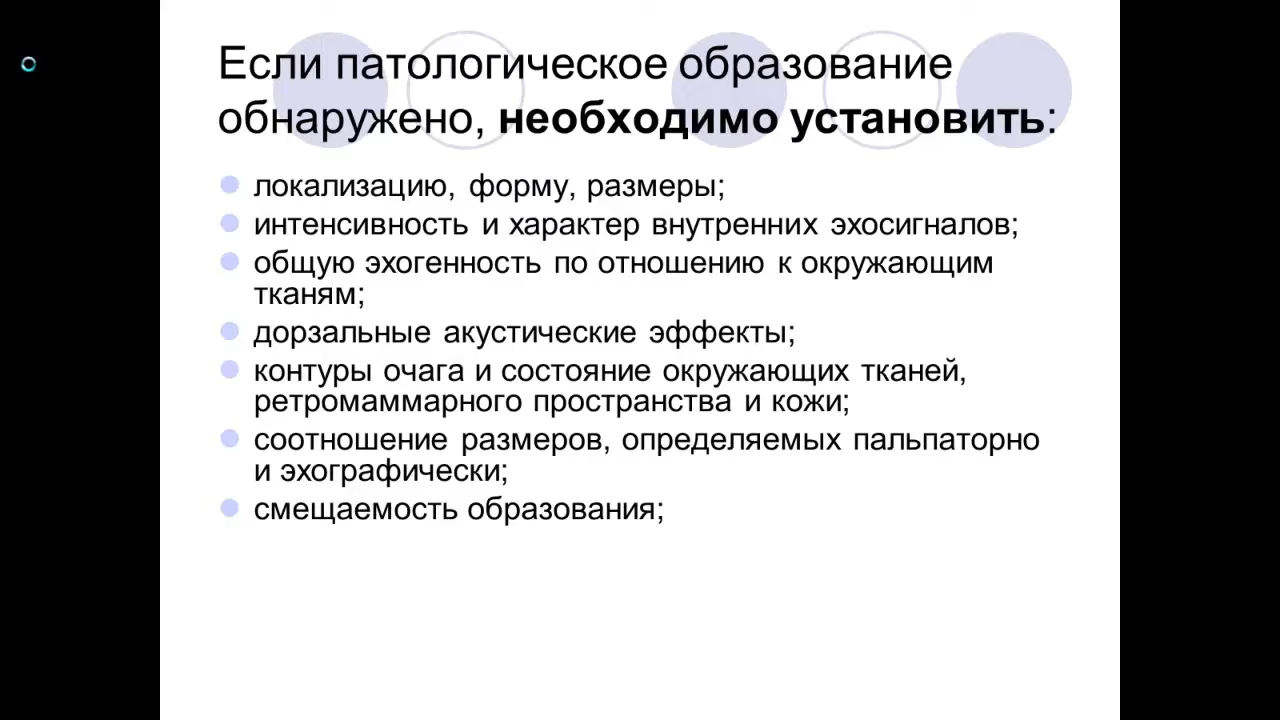 Если патологическое образование
обнаружено, необходимо установить:
локализацию, форму, размеры;
интенсивность и характер внутренних эхосигналов;
общую эхогенность по отношению к окружающим
тканям;
дорзальные акустические эффекты;
контуры очага и состояние окружающих тканей,
ретромаммарного пространства и кожи;
соотношение размеров, определяемых пальпаторно
и эхографически;
смещаемость образования;